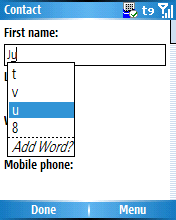 Contact
t9
First name:
Ju
t
v
u
8
Add Word?
Mobile phone:
Done
Menu